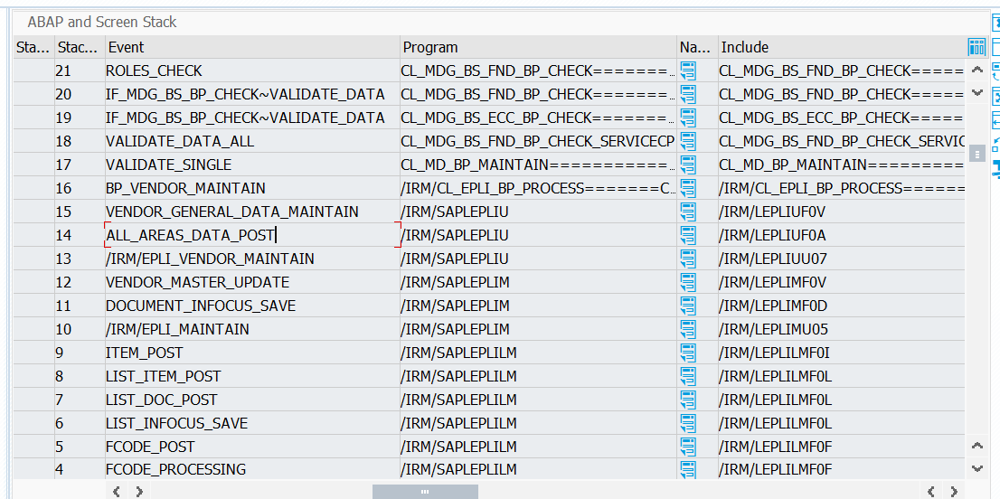 ABAP and Screen Stack
Sta... Stac... Event Program Na... Include
21 ROLES_CHECK CL_MDG_BS_FND_BP_CHECK=======... CL_MDG_BS_FND_BP_CHECK=====
20 IF_MDG_BS_BP_CHECK~VALIDATE_DATA CL_MDG_BS_FND_BP_CHECK=======... CL_MDG_BS_FND_BP_CHECK=====
19 IF_MDG_BS_BP_CHECK~VALIDATE_DATA CL_MDG_BS_ECC_BP_CHECK=======... CL_MDG_BS_ECC_BP_CHECK=====
18 VALIDATE_DATA_ALL CL_MDG_BS_FND_BP_CHECK_SERVICECP CL_MDG_BS_FND_BP_CHECK_SERVIC
17 VALIDATE_SINGLE CL_MD_BP_MAINTAIN===========... CL_MD_BP_MAINTAIN=========
16 BP_VENDOR_MAINTAIN /IRM/CL_EPLI_BP_PROCESS=======C... /IRM/CL_EPLI_BP_PROCESS======
15 VENDOR_GENERAL_DATA_MAINTAIN /IRM/SAPLEPLIU /IRM/LEPLIUF0V
14 ALL_AREAS_DATA_POST /IRM/SAPLEPLIU /IRM/LEPLIUF0A
13 /IRM/EPLI_VENDOR_MAINTAIN /IRM/SAPLEPLIU /IRM/LEPLIUU07
12 VENDOR_MASTER_UPDATE /IRM/SAPLEPLIM /IRM/LEPLIMF0V
11 DOCUMENT_INFOCUS_SAVE /IRM/SAPLEPLIM /IRM/LEPLIMF0D
10 /IRM/EPLI_MAINTAIN /IRM/SAPLEPLIM /IRM/LEPLIMU05
9 ITEM_POST /IRM/SAPLEPLILM /IRM/LEPLILMF0I
8 LIST_ITEM_POST /IRM/SAPLEPLILM /IRM/LEPLILMF0L
7 LIST_DOC_POST /IRM/SAPLEPLILM /IRM/LEPLILMF0L
6 LIST_INFOCUS_SAVE /IRM/SAPLEPLILM /IRM/LEPLILMF0L
5 FCODE_POST /IRM/SAPLEPLILM /IRM/LEPLILMF0F
4 FCODE_PROCESSING /IRM/SAPLEPLILM /IRM/LEPLILMF0F